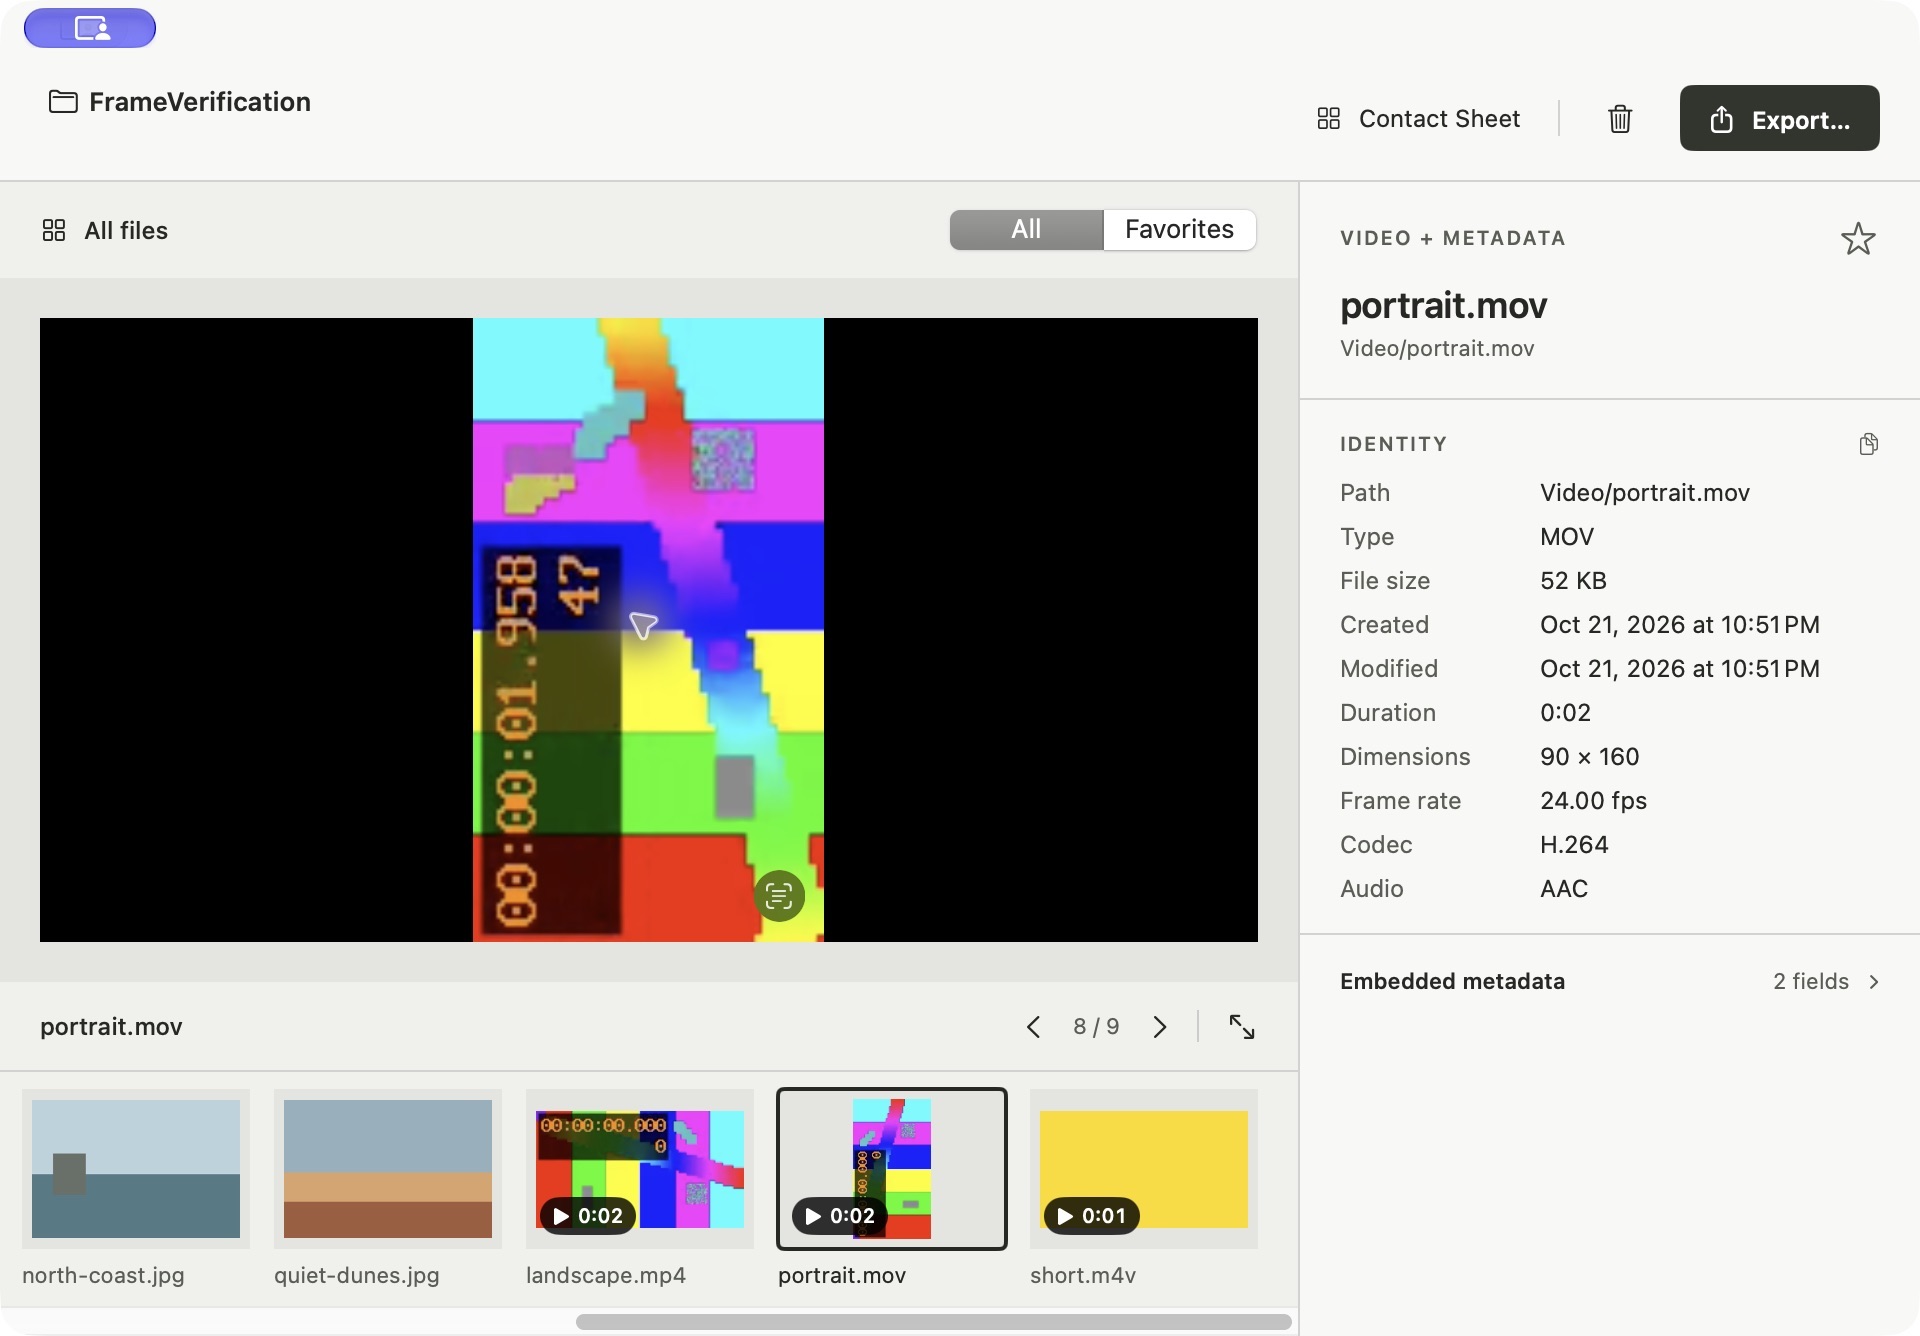 FrameVerification
Contact Sheet
Export...
All files
All
Favorites
VIDEO + METADATA
portrait.mov
Video/portrait.mov
00:00:01.958
47
IDENTITY
Path Video/portrait.mov
Type MOV
File size 52 KB
Created Oct 21, 2026 at 10:51 PM
Modified Oct 21, 2026 at 10:51 PM
Duration 0:02
Dimensions 90 × 160
Frame rate 24.00 fps
Codec H.264
Audio AAC
Embedded metadata 2 fields
portrait.mov
8 / 9
00:00:00.000
0
0:02
0:02
0:01
north-coast.jpg
quiet-dunes.jpg
landscape.mp4
portrait.mov
short.m4v